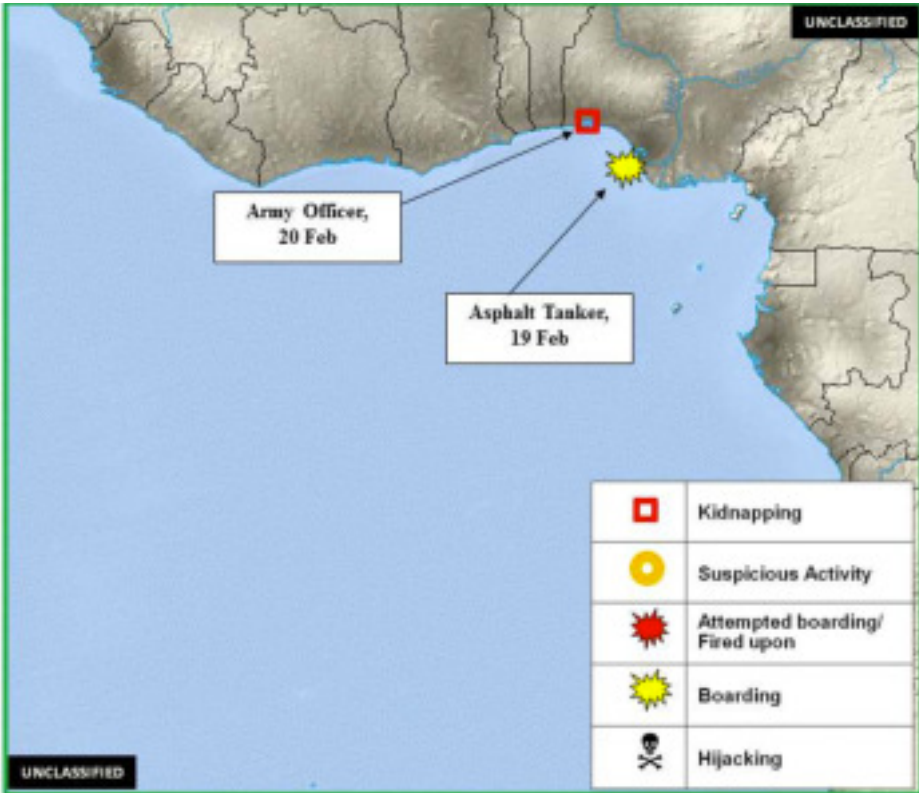 UNCLASSIFIED
Army Officer,
20 Feb
Asphalt Tanker,
19 Feb
Kidnapping
Suspicious Activity
Attempted boarding/
Fired upon
Boarding
Hijacking
UNCLASSIFIED